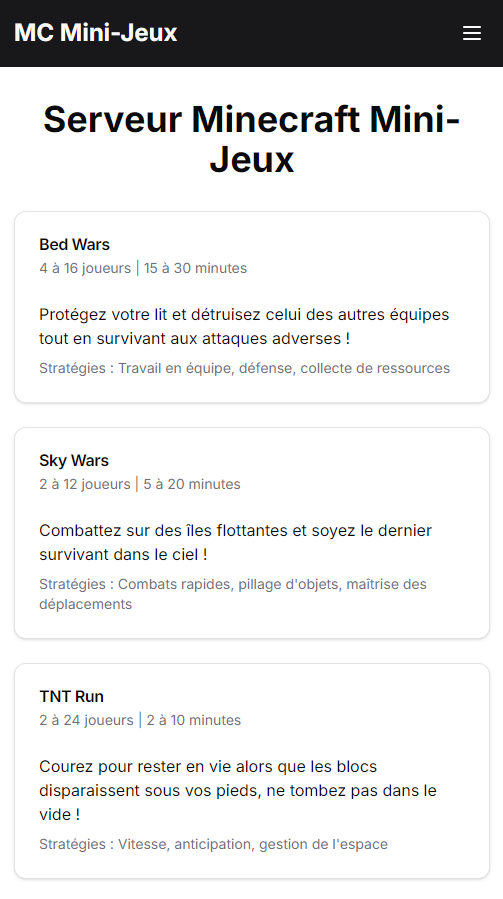 MC Mini-Jeux
Serveur Minecraft Mini-
Jeux
Bed Wars
4 à 16 joueurs | 15 à 30 minutes
Protégez votre lit et détruisez celui des autres équipes
tout en survivant aux attaques adverses !
Stratégies : Travail en équipe, défense, collecte de ressources
Sky Wars
2 à 12 joueurs | 5 à 20 minutes
Combattez sur des îles flottantes et soyez le dernier
survivant dans le ciel !
Stratégies : Combats rapides, pillage d'objets, maîtrise des
déplacements
TNT Run
2 à 24 joueurs | 2 à 10 minutes
Courez pour rester en vie alors que les blocs
disparaissent sous vos pieds, ne tombez pas dans le
vide !
Stratégies : Vitesse, anticipation, gestion de l'espace